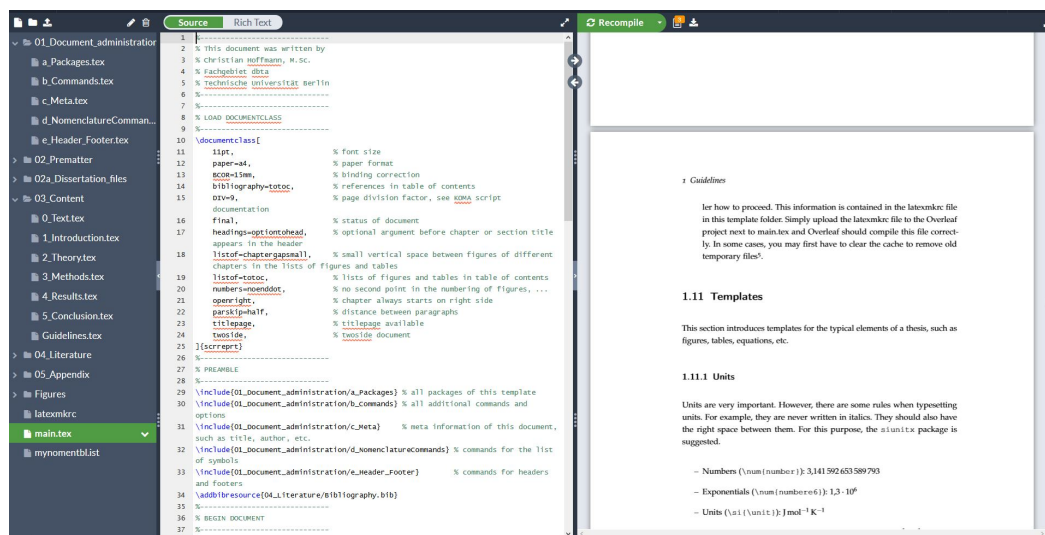 Source Rich Text
Recompile
01_Document_administration
a_Packages.tex
b_Commands.tex
c_Meta.tex
d_NomenclatureComman...
e_Header_Footer.tex
02_Prematter
02a_Dissertation_files
03_Content
0_Text.tex
1_Introduction.tex
2_Theory.tex
3_Methods.tex
4_Results.tex
5_Conclusion.tex
Guidelines.tex
04_Literature
05_Appendix
Figures
latexmkrc
main.tex
mynomentbl.ist
1 %----------------------------
2 % This document was written by
3 % Christian Hoffmann, M.Sc.
4 % Fachgebiet dbta
5 % Technische Universität Berlin
6 %----------------------------
7 %----------------------------
8 % LOAD DOCUMENTCLASS
9 %----------------------------
10 \documentclass[
11 11pt, % font size
12 paper=a4, % paper format
13 BCOR=15mm, % binding correction
14 bibliography=totoc, % references in table of contents
15 DIV=9, % page division factor, see KOMA script
documentation
16 final, % status of document
17 headings=optiontohead, % optional argument before chapter or section title
appears in the header
18 listof=chaptergapsmall, % small vertical space between figures of different
chapters in the lists of figures and tables
19 listof=totoc, % lists of figures and tables in table of contents
20 numbers=noenddot, % no second point in the numbering of figures, ...
21 openright, % chapter always starts on right side
22 parskip=half, % distance between paragraphs
23 titlepage, % titlepage available
24 twoside, % twoside document
25 ]{scrreprt}
26 %----------------------------
27 % PREAMBLE
28 %----------------------------
29 \include{01_Document_administration/a_Packages} % all packages of this template
30 \include{01_Document_administration/b_Commands} % all additional commands and
options
31 \include{01_Document_administration/c_Meta} % meta information of this document,
such as title, author, etc.
32 \include{01_Document_administration/d_NomenclatureCommands} % commands for the list
of symbols
33 \include{01_Document_administration/e_Header_Footer} % commands for headers
and footers
34 \addbibresource{04_Literature/Bibliography.bib}
35 %----------------------------
36 % BEGIN DOCUMENT
37 %----------------------------
1 Guidelines
ler how to proceed. This information is contained in the latexmkrc file
in this template folder. Simply upload the latexmkrc file to the Overleaf
project next to main.tex and Overleaf should compile this file correct-
ly. In some cases, you may first have to clear the cache to remove old
temporary files⁵.
1.11 Templates
This section introduces templates for the typical elements of a thesis, such as
figures, tables, equations, etc.
1.11.1 Units
Units are very important. However, there are some rules when typesetting
units. For example, they are never written in italics. They should also have
the right space between them. For this purpose, the siunitx package is
suggested.
– Numbers (\num{number}): 3,141 592 653 589 793
– Exponentials (\num{numbere6}): 1,3 · 10⁶
– Units (\si{\unit}): J mol⁻¹ K⁻¹